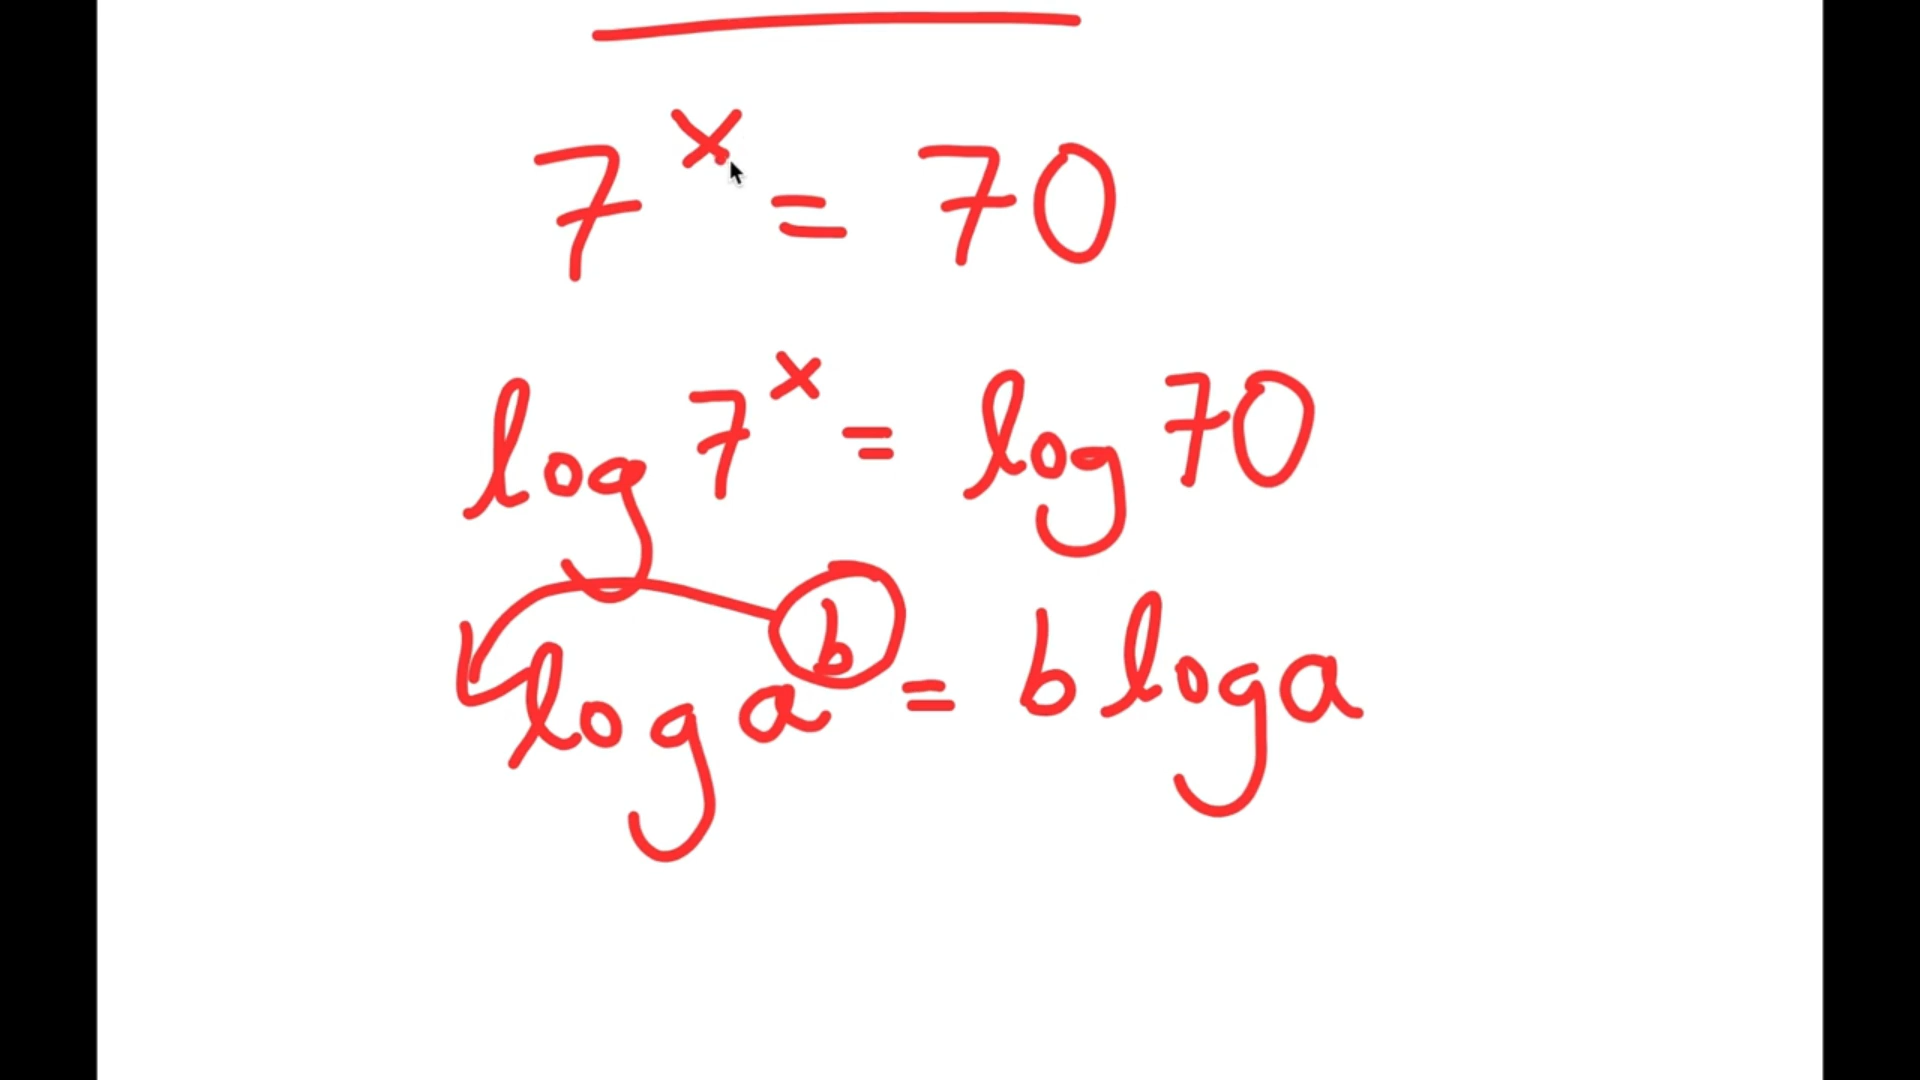 7^x = 70
log 7^x = log 70
log a^b = b log a